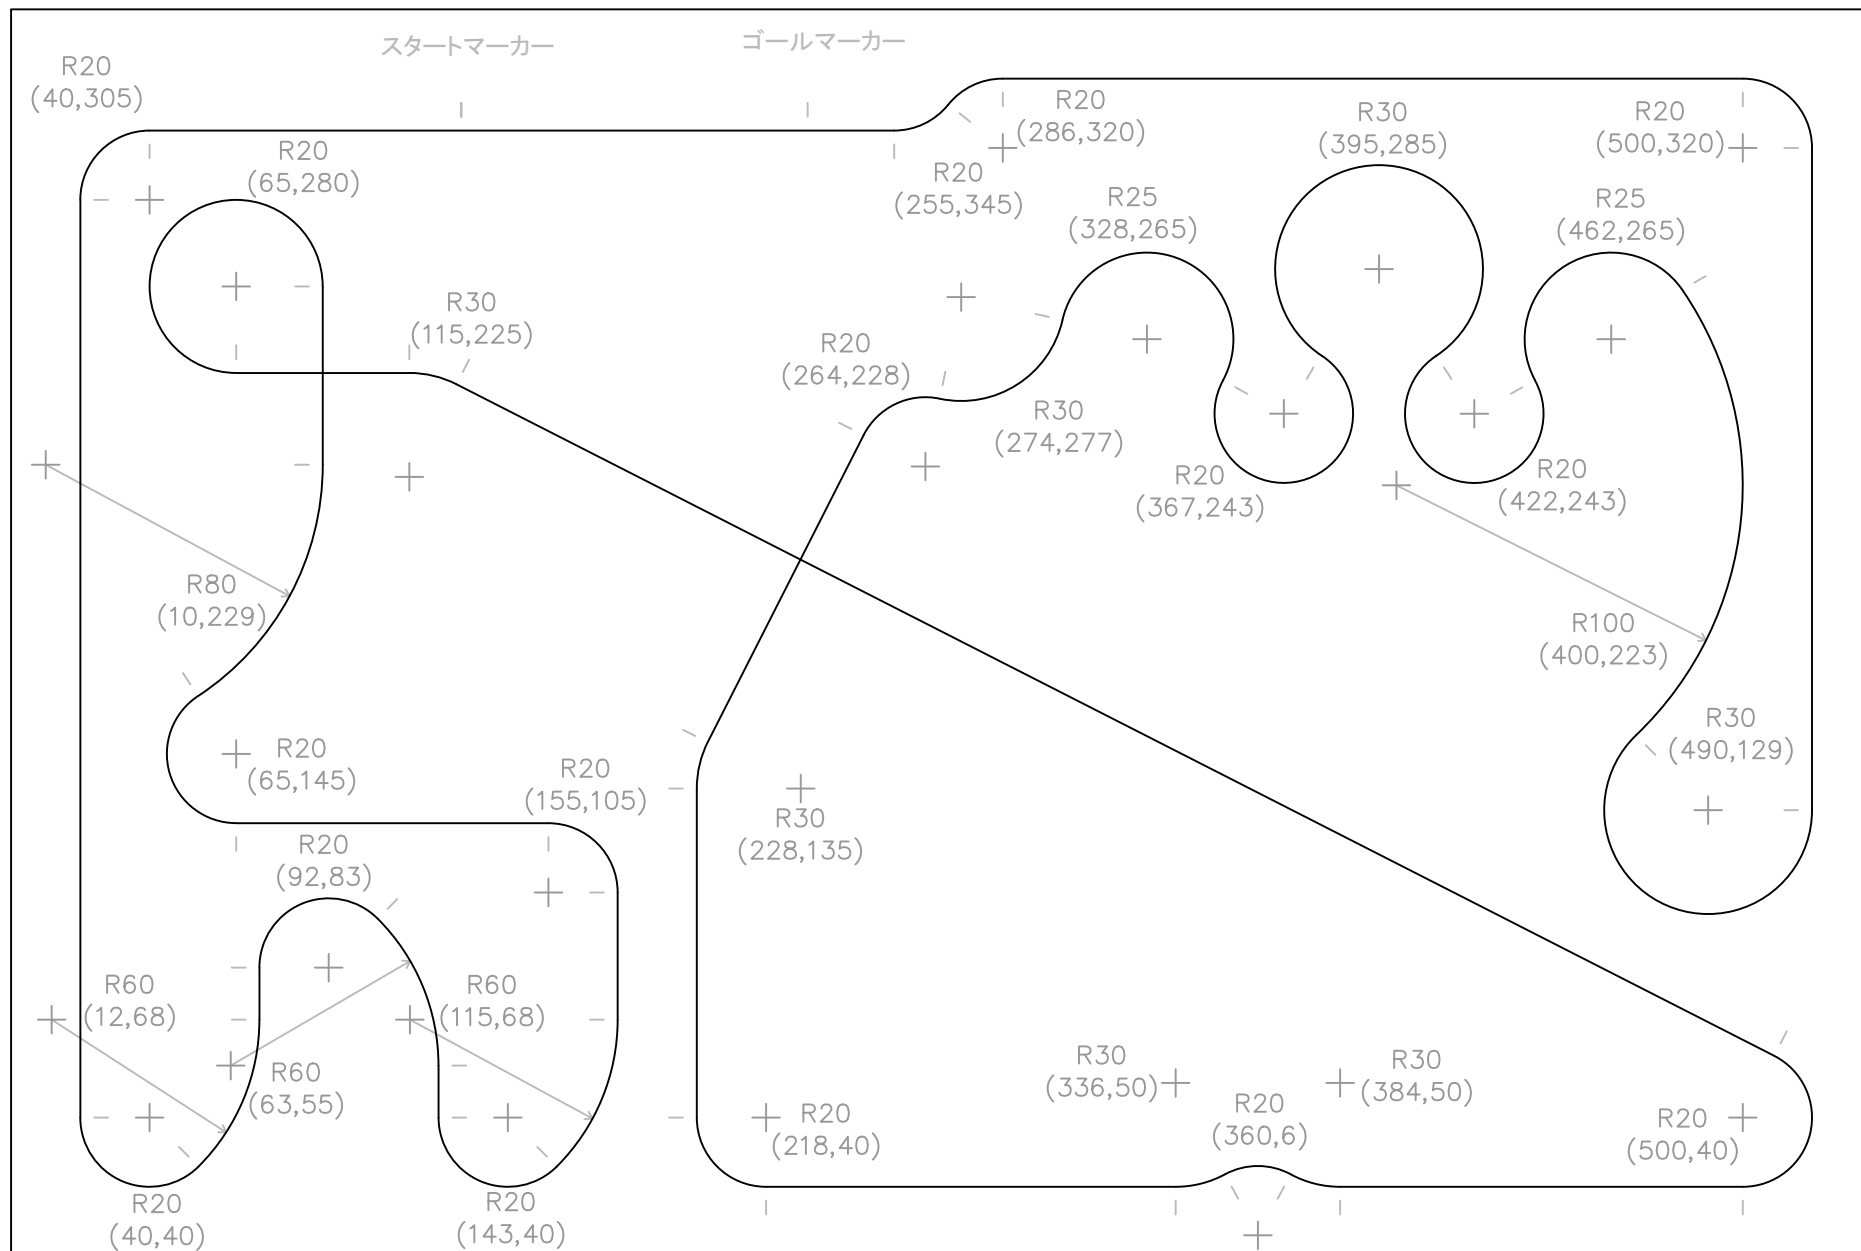 スタートマーカー
ゴールマーカー
R20
(40,305)
R20
(65,280)
R20
(286,320)
R20
(255,345)
R30
(395,285)
R20
(500,320)
R25
(328,265)
R25
(462,265)
R30
(115,225)
R20
(264,228)
R30
(274,277)
R20
(367,243)
R20
(422,243)
R80
(10,229)
R100
(400,223)
R20
(65,145)
R20
(155,105)
R30
(490,129)
R30
(228,135)
R20
(92,83)
R60
(12,68)
R60
(115,68)
R60
(63,55)
R30
(336,50)
R30
(384,50)
R20
(218,40)
R20
(360,6)
R20
(500,40)
R20
(40,40)
R20
(143,40)